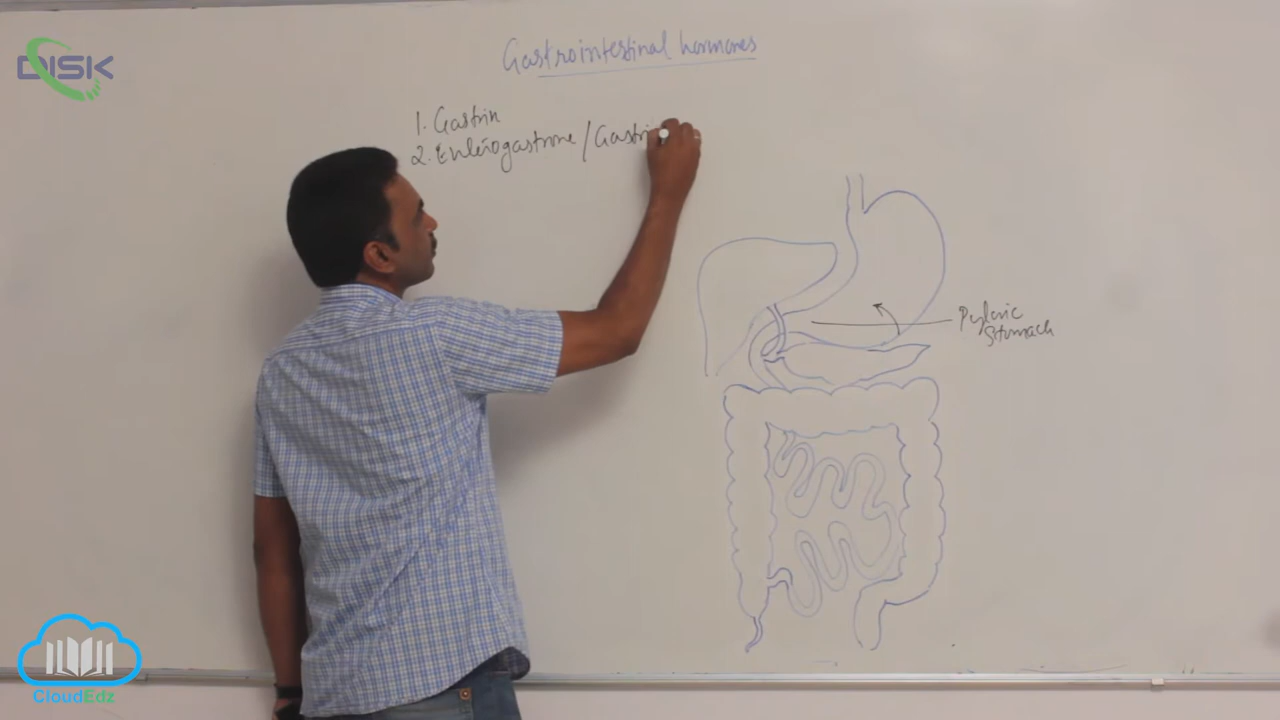 DISK
Gastrointestinal hormones
1. Gastrin
2. Enterogastrone / Gastri
Pyloric
Stomach
CloudEdz